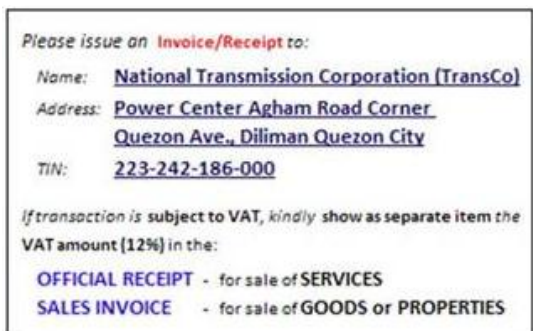 Please issue an Invoice/Receipt to:
Name: National Transmission Corporation (TransCo)
Address: Power Center Agham Road Corner
Quezon Ave., Diliman Quezon City
TIN: 223-242-186-000
If transaction is subject to VAT, kindly show as separate item the
VAT amount (12%) in the:
OFFICIAL RECEIPT - for sale of SERVICES
SALES INVOICE - for sale of GOODS or PROPERTIES